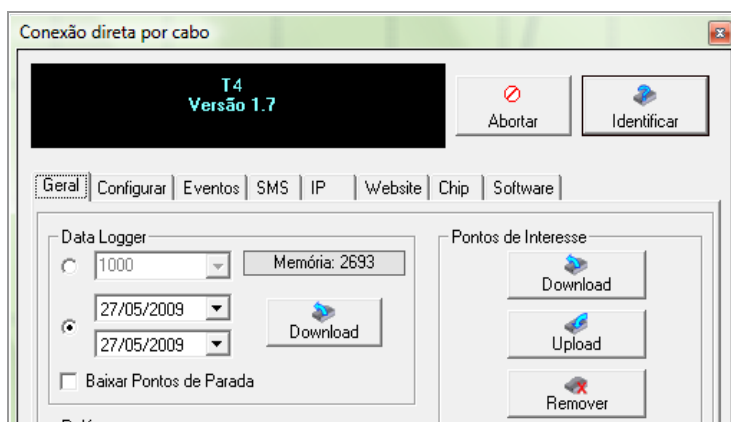 Conexão direta por cabo
T4
Versão 1.7
Abortar
Identificar
Geral Configurar Eventos SMS IP Website Chip Software
Data Logger
1000
Memória: 2693
27/05/2009
27/05/2009
Download
Baixar Pontos de Parada
Pontos de Interesse
Download
Upload
Remover